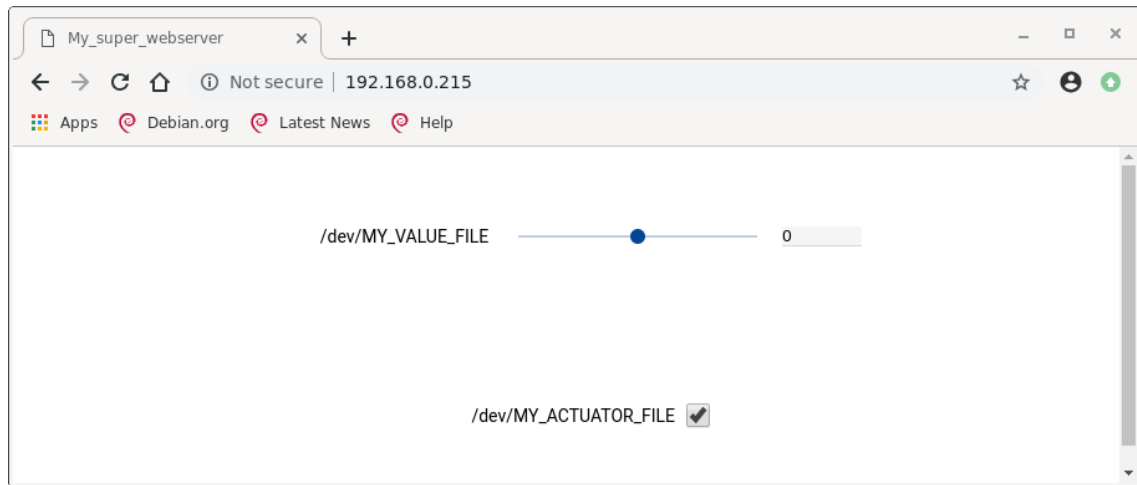 My_super_webserver
Not secure 192.168.0.215
Apps Debian.org Latest News Help
/dev/MY_VALUE_FILE 0
/dev/MY_ACTUATOR_FILE